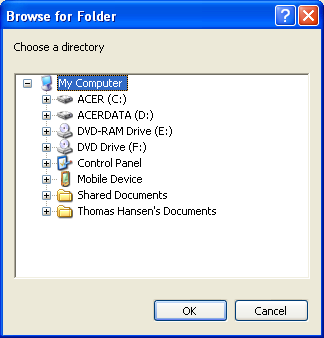 Browse for Folder
Choose a directory
My Computer
ACER (C:)
ACERDATA (D:)
DVD-RAM Drive (E:)
DVD Drive (F:)
Control Panel
Mobile Device
Shared Documents
Thomas Hansen's Documents
OK Cancel